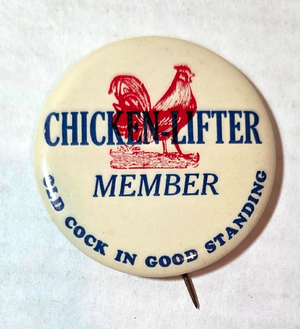 CHICKEN-LIFTER
MEMBER
OLD COCK IN GOOD STANDING